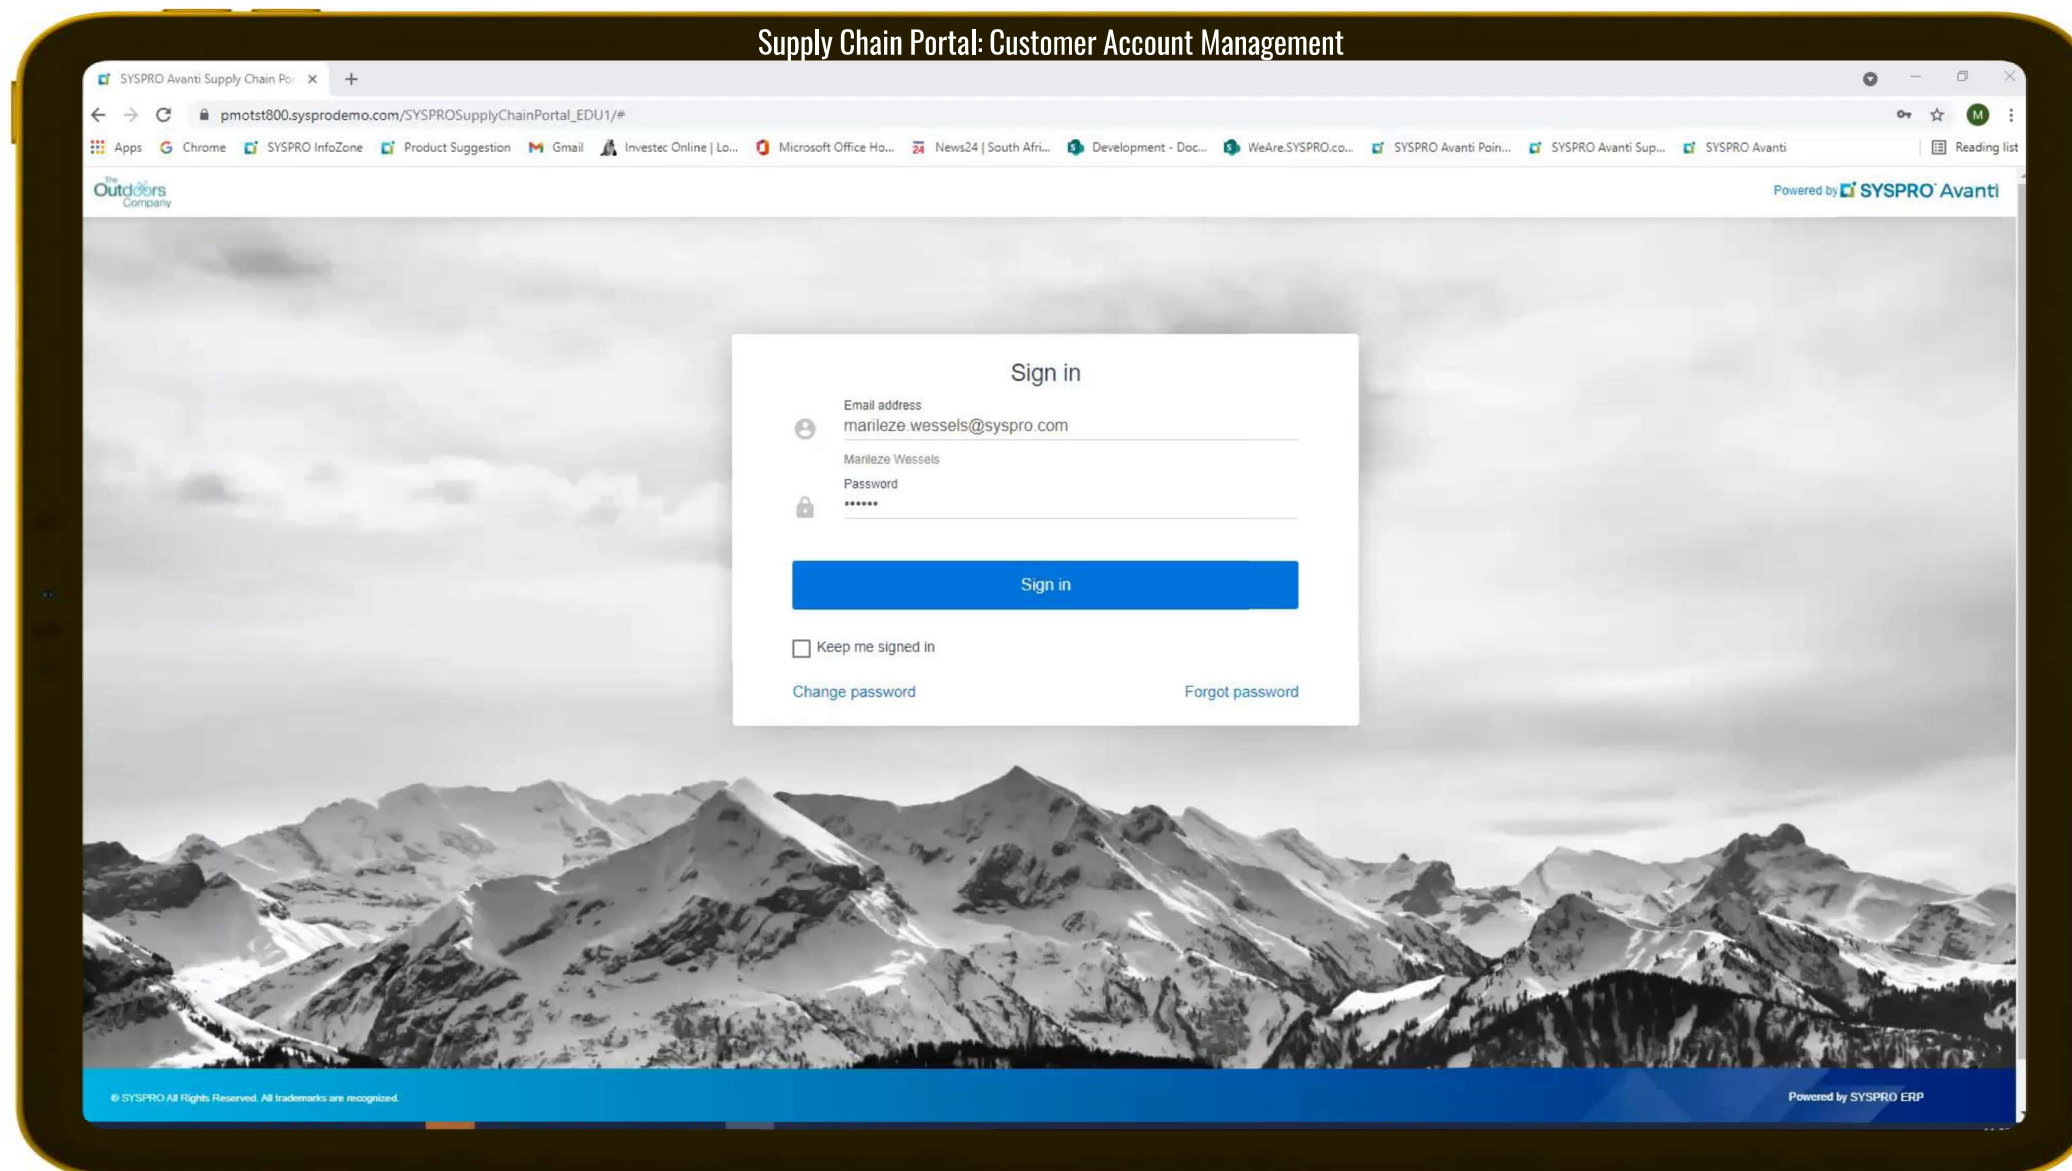 Supply Chain Portal: Customer Account Management
SYSPRO Avanti Supply Chain Po
pmotst800.sysprodemo.com/SYSPROSupplyChainPortal_EDU1/#
M
Apps Chrome SYSPRO InfoZone Product Suggestion Gmail Investec Online | Lo... Microsoft Office Ho... 24 News24 | South Afri... Development - Doc... WeAre.SYSPRO.co... SYSPRO Avanti Poin... SYSPRO Avanti Sup... SYSPRO Avanti Reading list
The
Outdoors
Company
Powered by SYSPRO Avanti
Sign in
Email address
marileze.wessels@syspro.com
Marileze Wessels
Password
••••••
Sign in
Keep me signed in
Change password Forgot password
© SYSPRO All Rights Reserved. All trademarks are recognized.
Powered by SYSPRO ERP